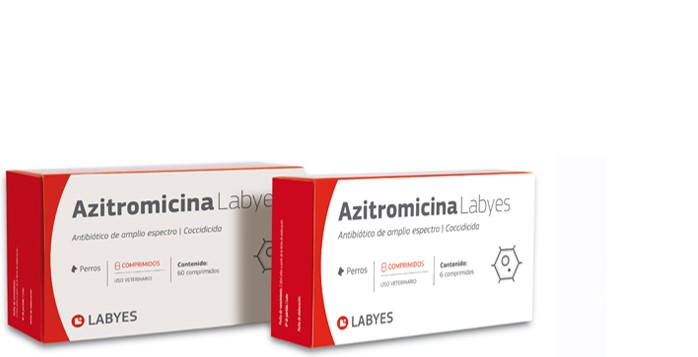 Azitromicina Labye
Antibiótico de amplio espectro | Coccidicida
Perros
COMPRIMIDOS
USO VETERINARIO
Contenido:
60 comprimidos
LABYES
Azitromicina Labyes
Antibiótico de amplio espectro | Coccidicida
Perros
COMPRIMIDOS
USO VETERINARIO
Contenido:
6 comprimidos
LABYES